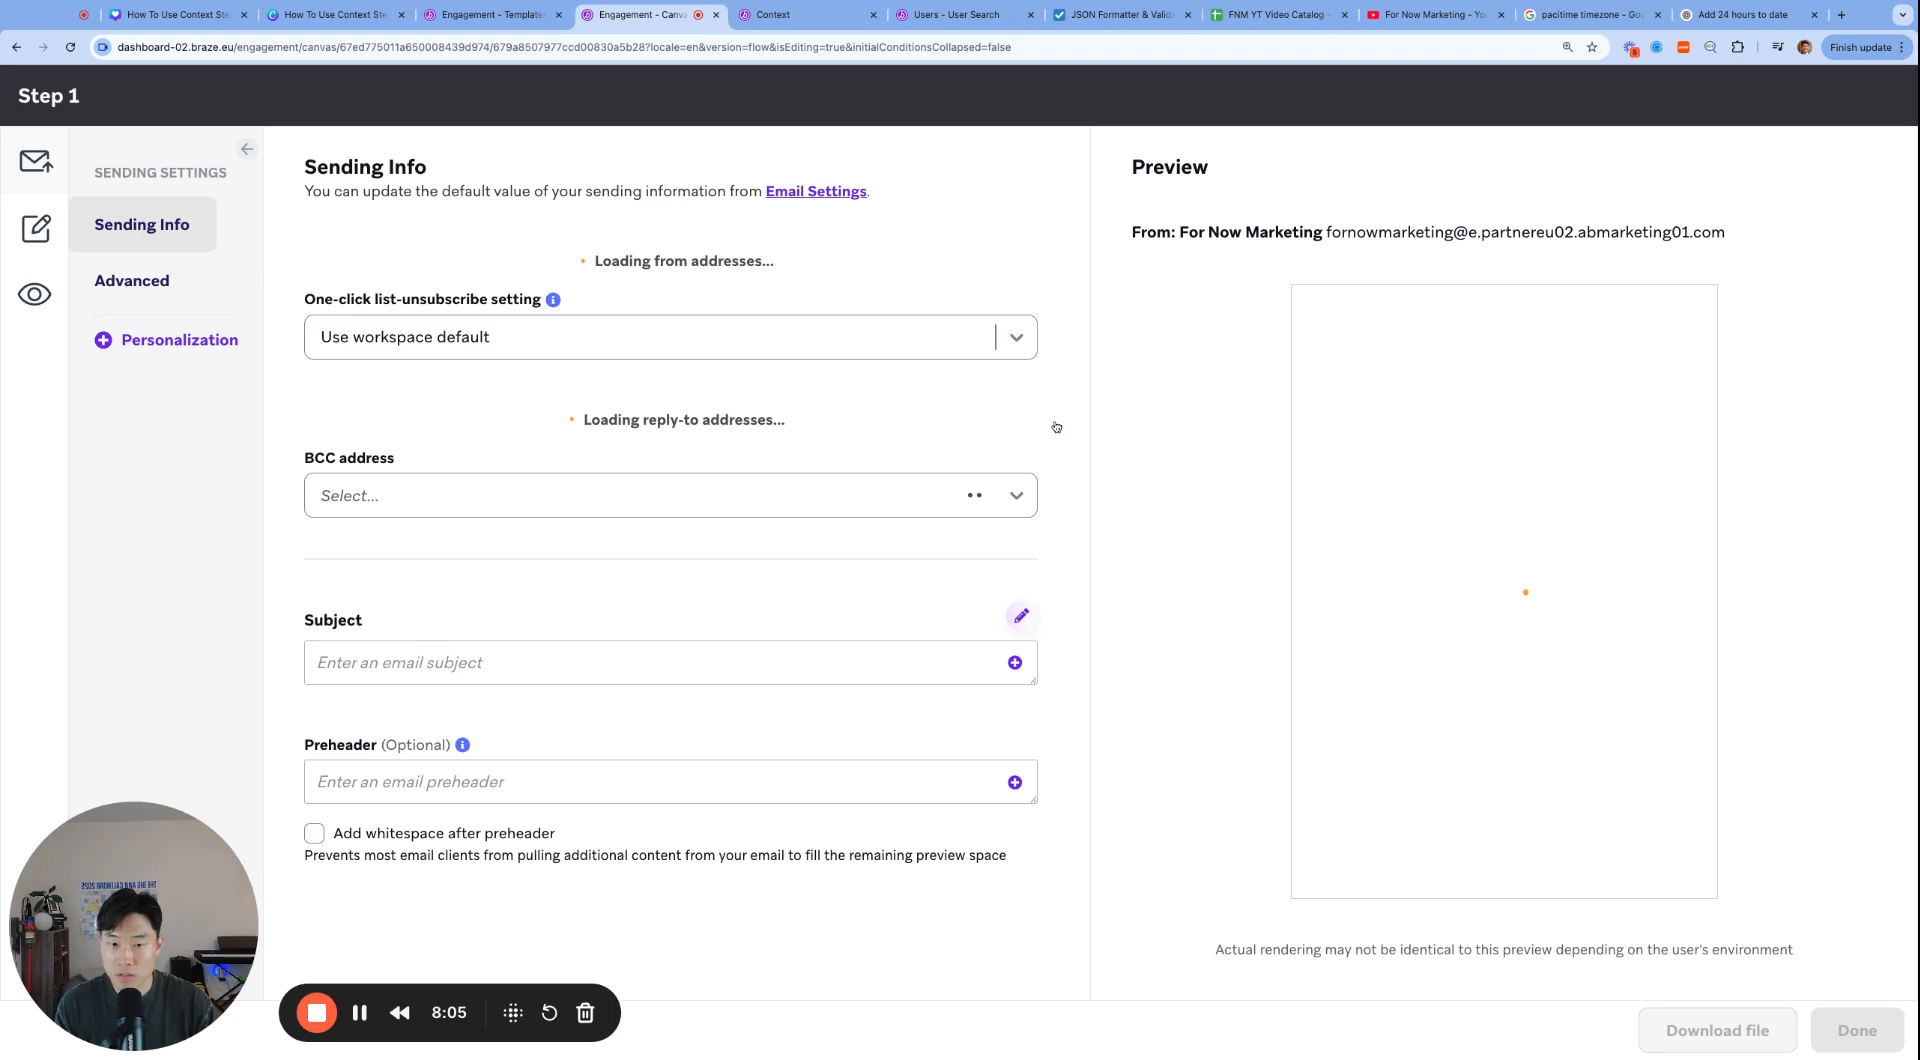 How To Use Context Ste
How To Use Context Ste
Engagement - Template
Engagement - Canva
Context
Users - User Search
JSON Formatter & Valida
FNM YT Video Catalog -
For Now Marketing - You
pacitime timezone - Goo
Add 24 hours to date
dashboard-02.braze.eu/engagement/canvas/67ed775011a650008439d974/679a8507977ccd00830a5b28?locale=en&version=flow&isEditing=true&initialConditionsCollapsed=false
Finish update
Step 1
SENDING SETTINGS
Sending Info
Advanced
Personalization
Sending Info
You can update the default value of your sending information from Email Settings.
Loading from addresses...
One-click list-unsubscribe setting
Use workspace default
Loading reply-to addresses...
BCC address
Select...
Subject
Enter an email subject
Preheader (Optional)
Enter an email preheader
Add whitespace after preheader
Prevents most email clients from pulling additional content from your email to fill the remaining preview space
Preview
From: For Now Marketing fornowmarketing@e.partnereu02.abmarketing01.com
Actual rendering may not be identical to this preview depending on the user's environment
8:05
Download file
Done